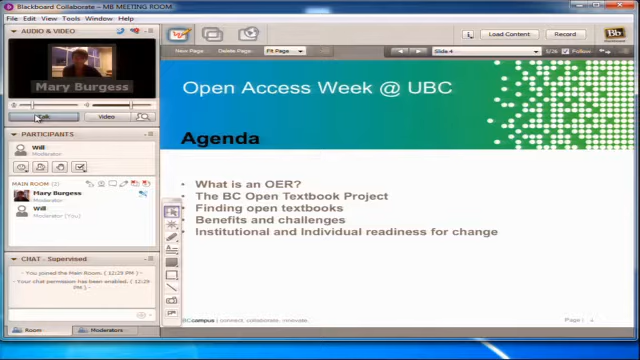 Blackboard Collaborate – MB MEETING ROOM
File Edit View Tools Window Help
AUDIO & VIDEO
Mary Burgess
Talk
Video
PARTICIPANTS
Will
Moderator
MAIN ROOM (2)
Mary Burgess
Moderator
Will
Moderator (You)
CHAT - Supervised
- You joined the Main Room. ( 12:29 PM ) -
- Your chat permission has been enabled. ( 12:29 PM ) -
Room
Moderators
Load Content
Record
Bb
New Page
Delete Page
Fit Page
Slide 4
Follow
Open Access Week @ UBC
Agenda
• What is an OER?
• The BC Open Textbook Project
• Finding open textbooks
• Benefits and challenges
• Institutional and Individual readiness for change
BCcampus | connect. collaborate. innovate.
Page | 4